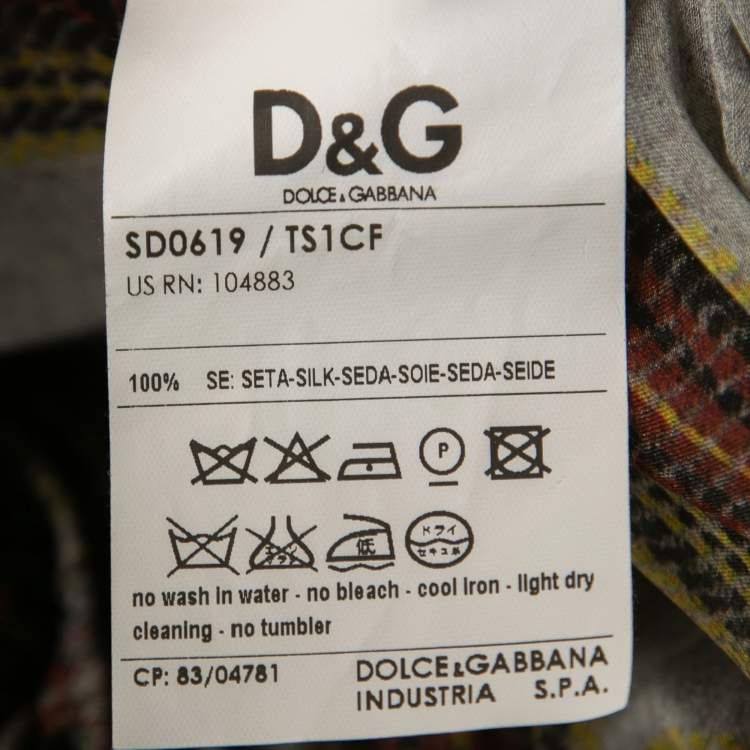 D&G
DOLCE & GABBANA
SD0619 / TS1CF
US RN: 104883
100% SE: SETA-SILK-SEDA-SOIE-SEDA-SEIDE
P
低
ドライ
セキユ系
no wash in water - no bleach - cool iron - light dry
cleaning - no tumbler
CP: 83/04781
DOLCE&GABBANA
INDUSTRIA S.P.A.